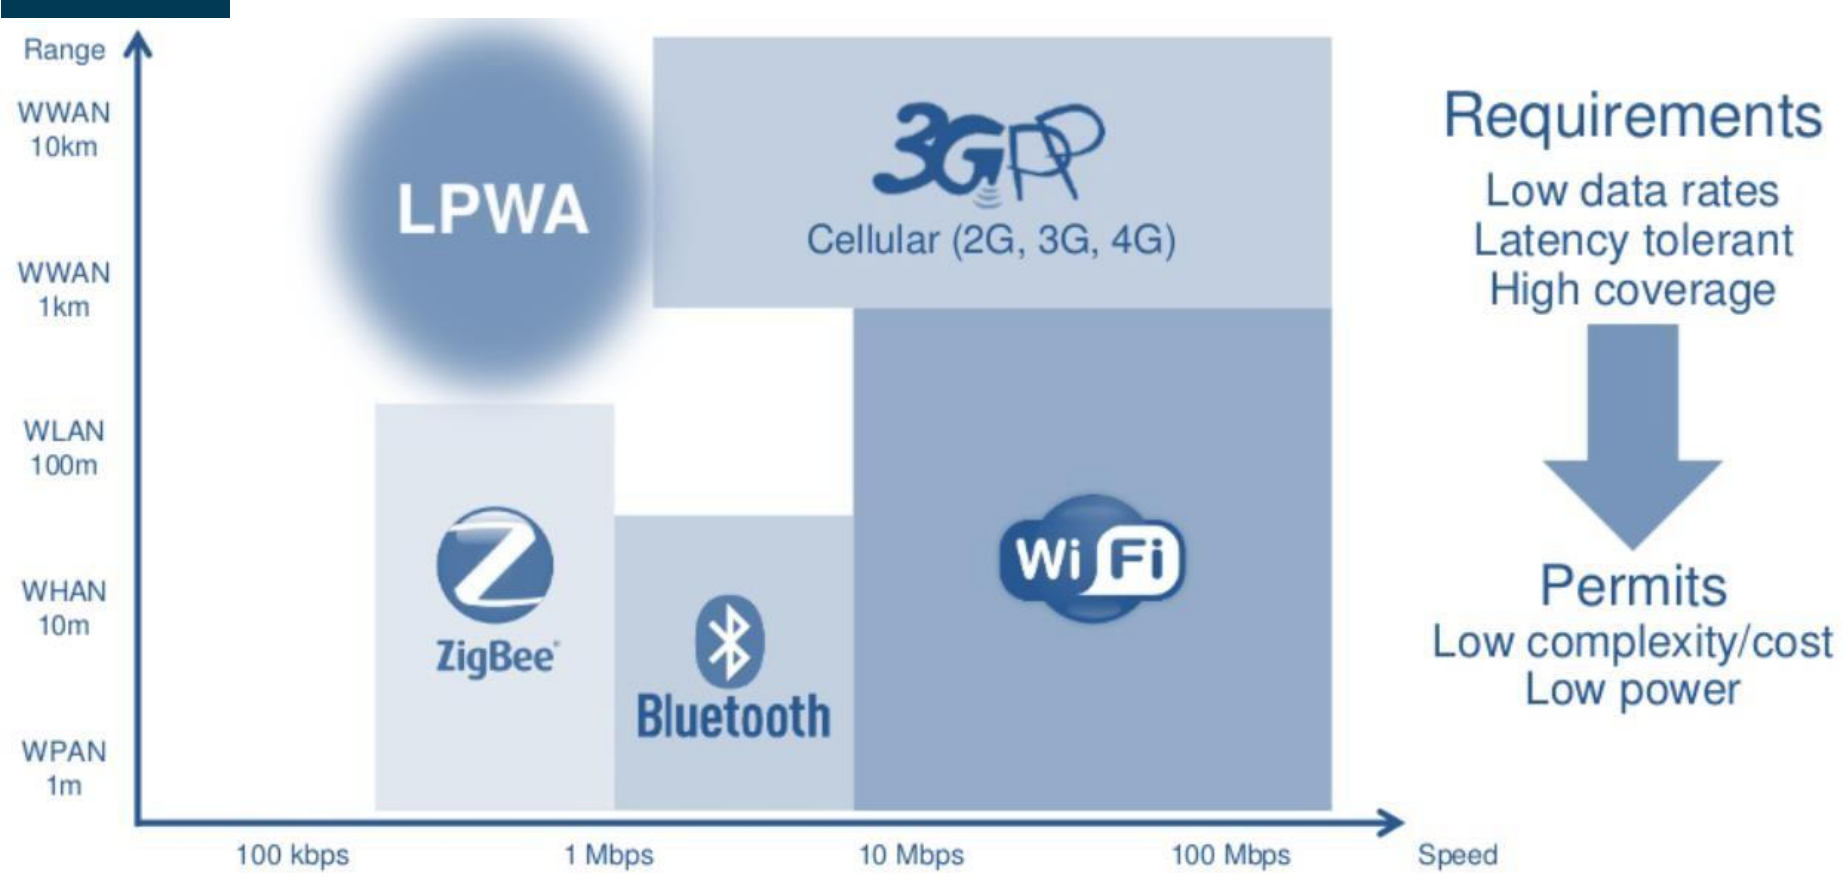 Range
WWAN
10km
WWAN
1km
WLAN
100m
WHAN
10m
WPAN
1m
LPWA
3GPP
Cellular (2G, 3G, 4G)
ZigBee
Bluetooth
Wi Fi
100 kbps
1 Mbps
10 Mbps
100 Mbps
Speed
Requirements
Low data rates
Latency tolerant
High coverage
Permits
Low complexity/cost
Low power